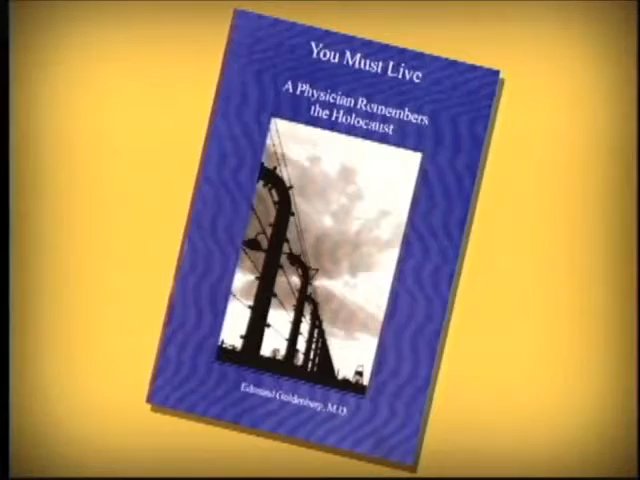 You Must Live
A Physician Remembers
the Holocaust
Edmund Goldenberg, M.D.